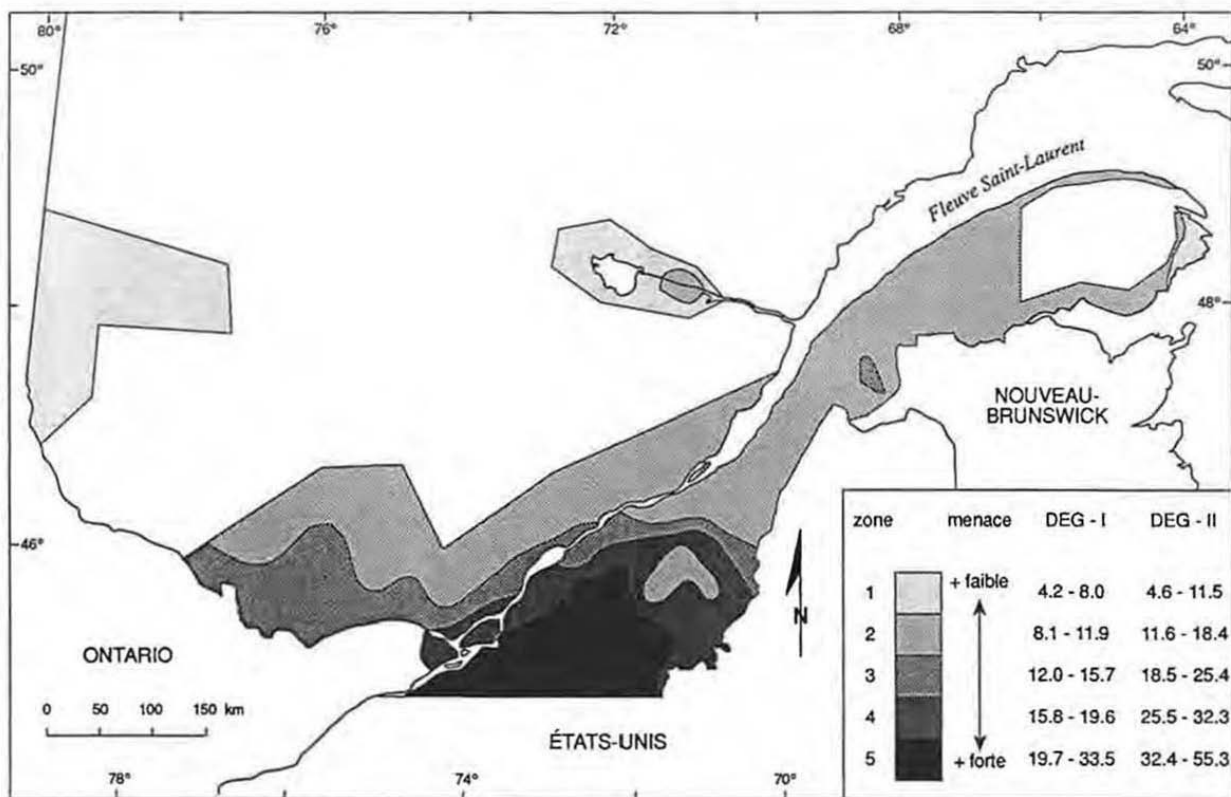 80° 76° 72° 68° 64°
50° 50°
Fleuve Saint-Laurent
48°
NOUVEAU-
BRUNSWICK
46°
zone menace DEG - I DEG - II
1 + faible 4.2 - 8.0 4.6 - 11.5
2 8.1 - 11.9 11.6 - 18.4
3 12.0 - 15.7 18.5 - 25.4
4 15.8 - 19.6 25.5 - 32.3
5 + forte 19.7 - 33.5 32.4 - 55.3
N
ONTARIO
0 50 100 150 km
ÉTATS-UNIS
78° 74° 70°